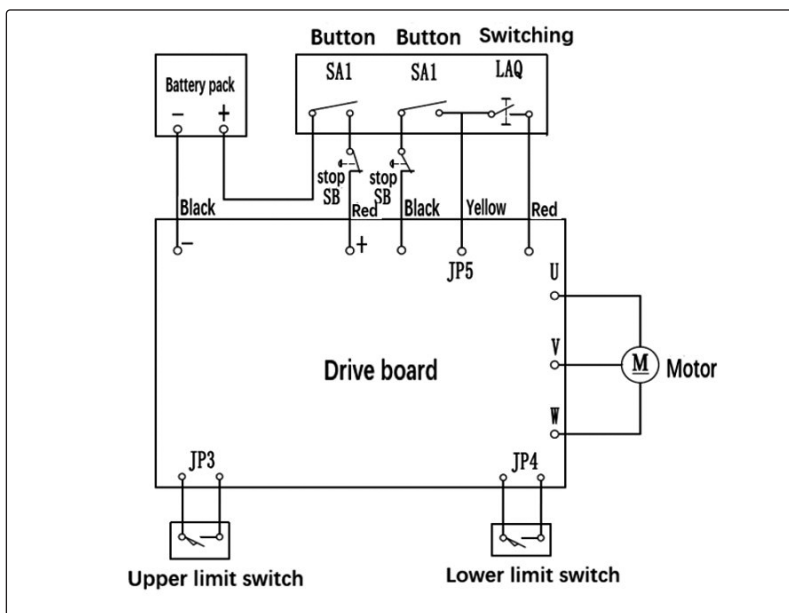 Button Button Switching
Battery pack
SA1 SA1 LAQ
− +
stop stop
SB SB
Black Red Black Yellow Red
− +
JP5
U
V
Drive board
M Motor
W
JP3 JP4
Upper limit switch Lower limit switch